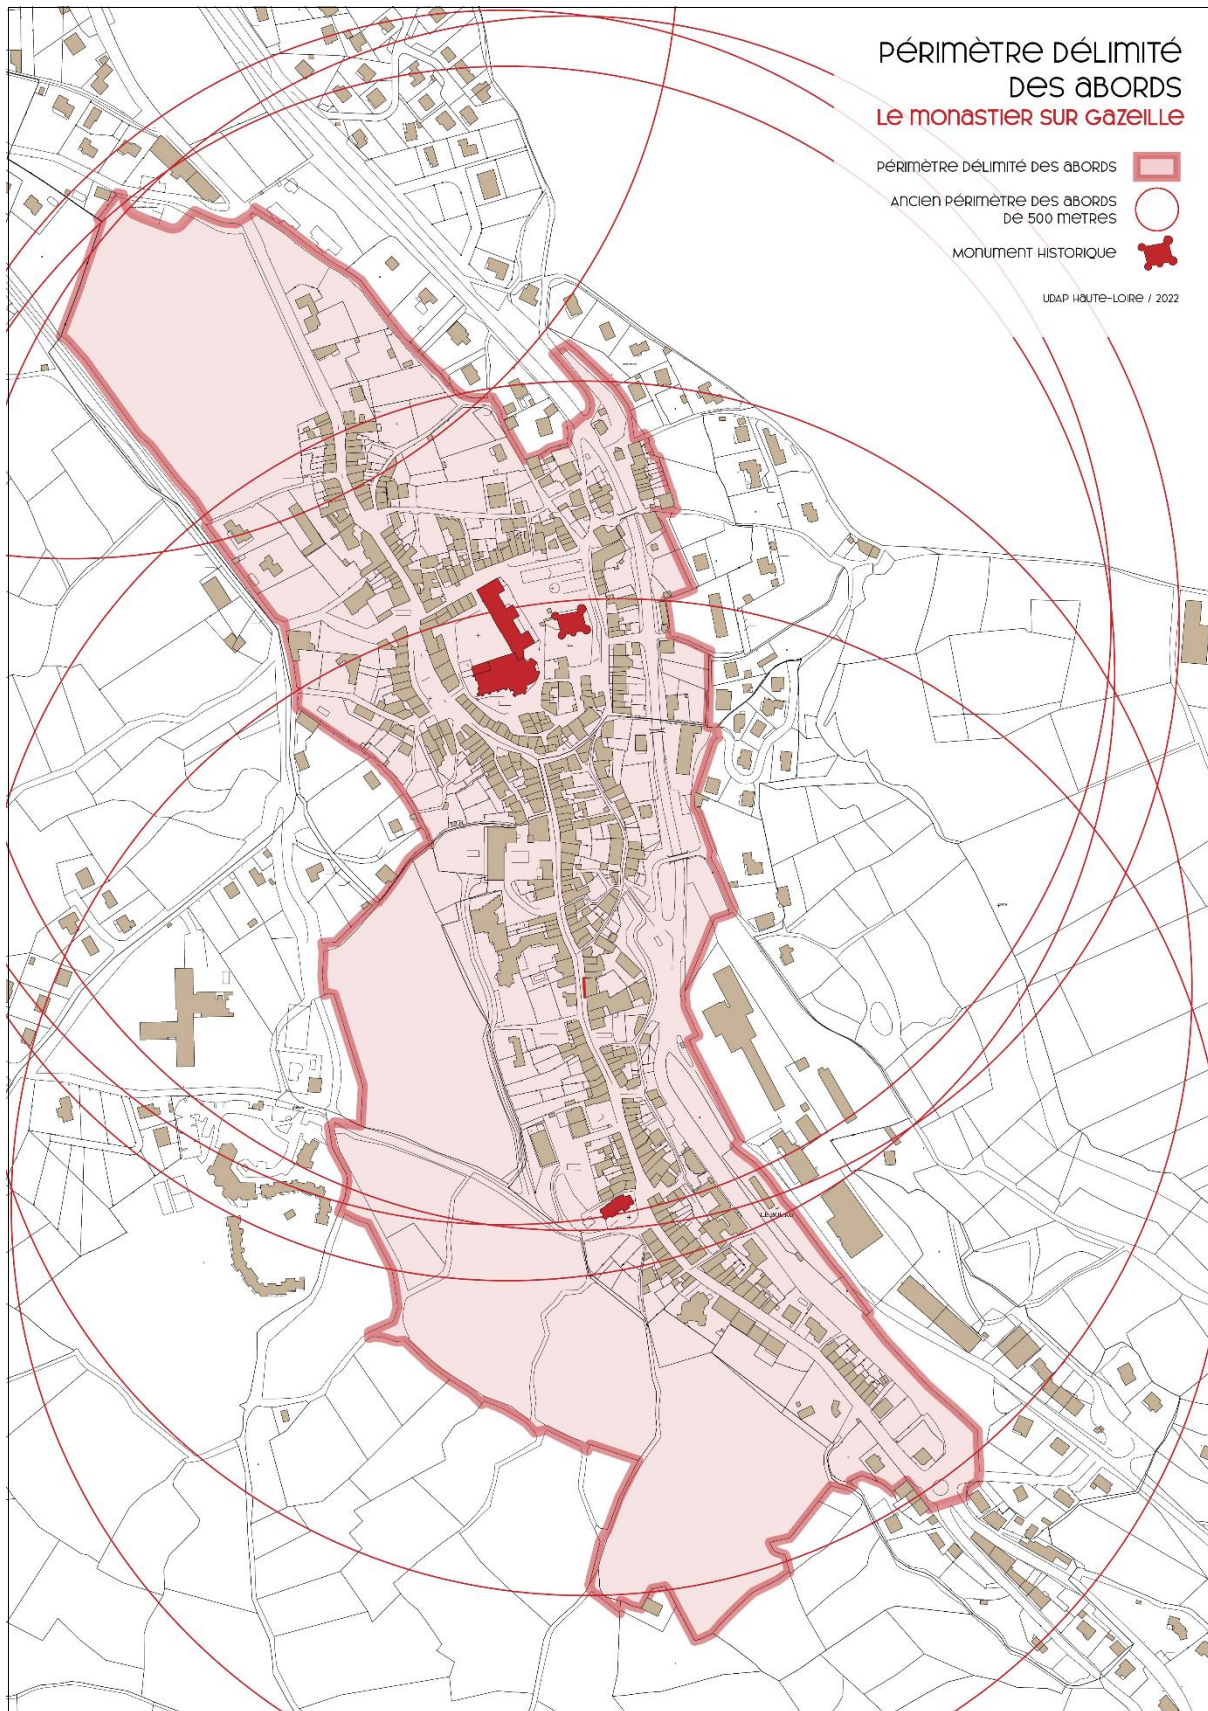 PÉRIMÈTRE DÉLIMITÉ
DES ABORDS
LE MONASTIER SUR GAZEILLE
PÉRIMÈTRE DÉLIMITÉ DES ABORDS
ANCIEN PÉRIMÈTRE DES ABORDS
DE 500 METRES
MONUMENT HISTORIQUE
UDAP HAUTE-LOIRE / 2022